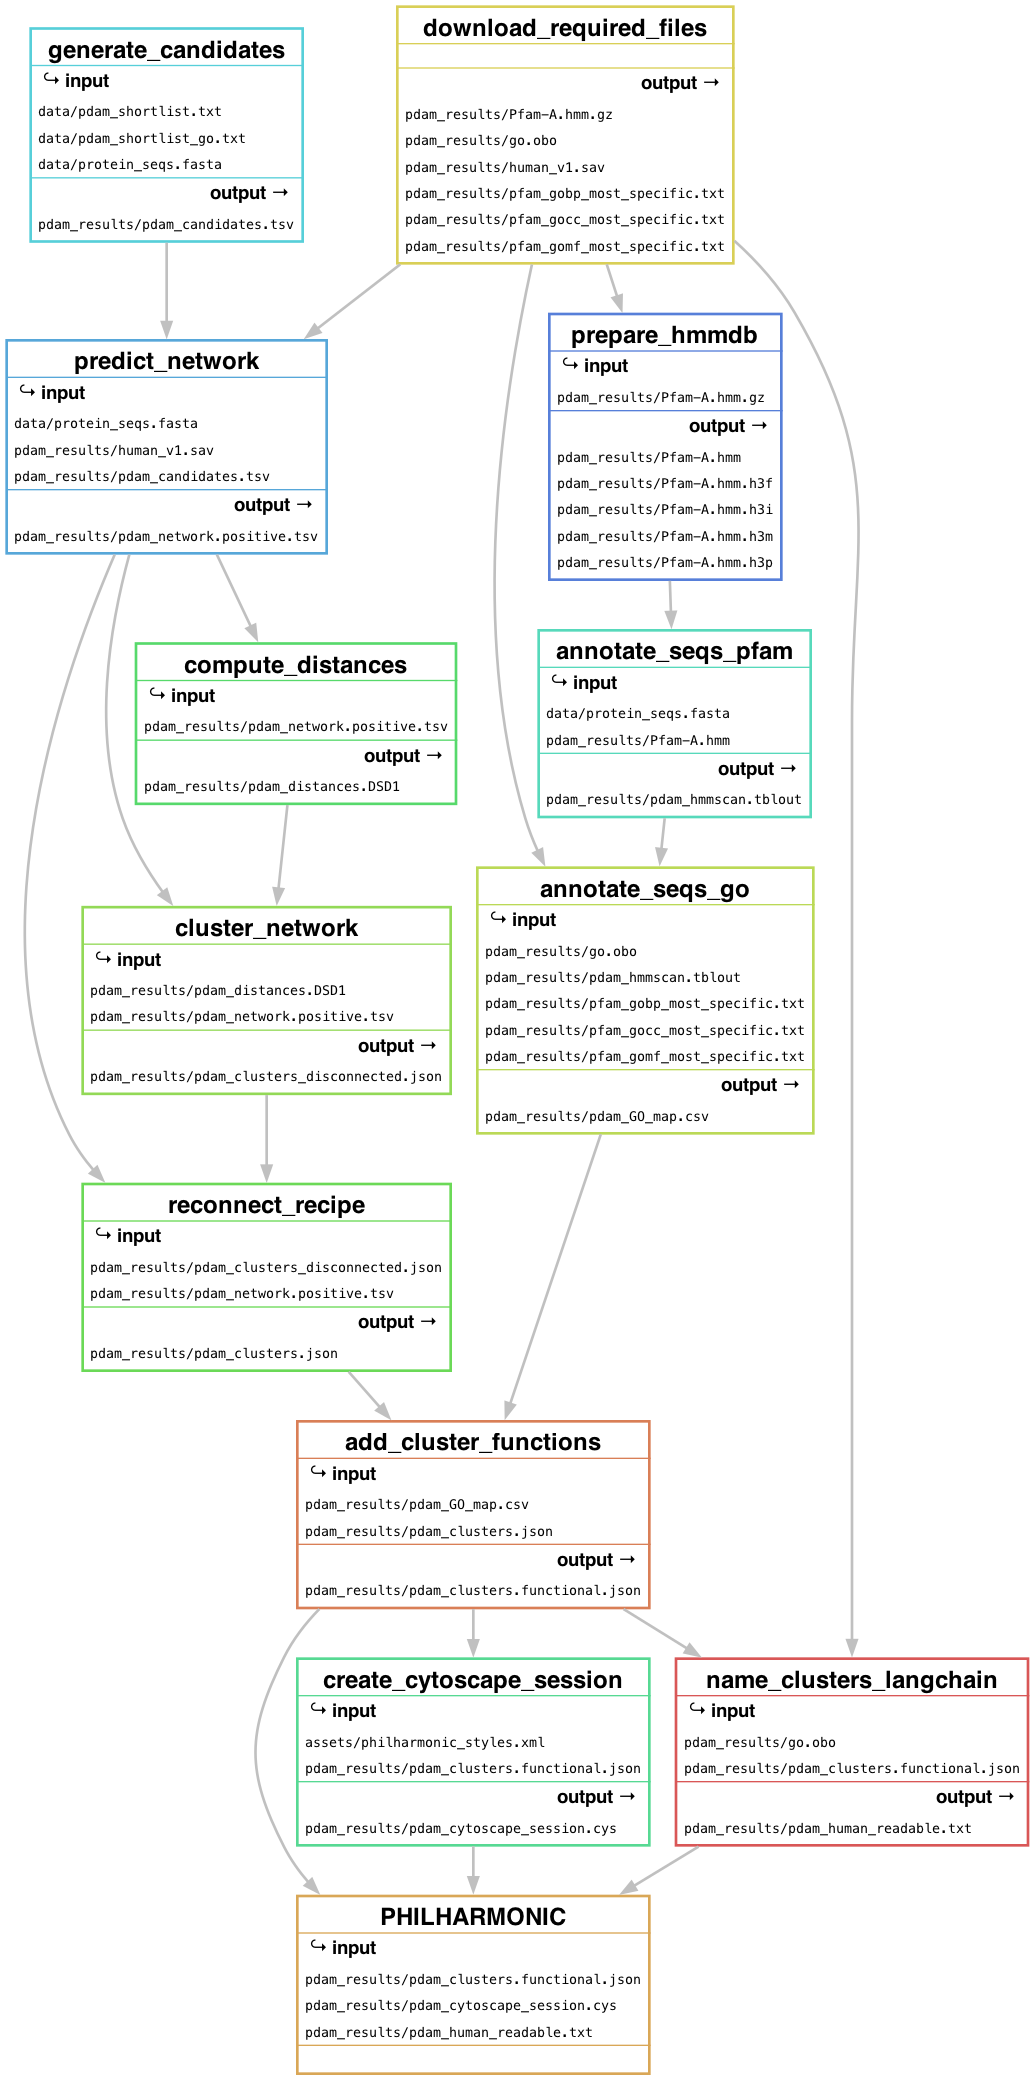 generate_candidates
↪ input
data/pdam_shortlist.txt
data/pdam_shortlist_go.txt
data/protein_seqs.fasta
output →
pdam_results/pdam_candidates.tsv
download_required_files
output →
pdam_results/Pfam-A.hmm.gz
pdam_results/go.obo
pdam_results/human_v1.sav
pdam_results/pfam_gobp_most_specific.txt
pdam_results/pfam_gocc_most_specific.txt
pdam_results/pfam_gomf_most_specific.txt
predict_network
↪ input
data/protein_seqs.fasta
pdam_results/human_v1.sav
pdam_results/pdam_candidates.tsv
output →
pdam_results/pdam_network.positive.tsv
prepare_hmmdb
↪ input
pdam_results/Pfam-A.hmm.gz
output →
pdam_results/Pfam-A.hmm
pdam_results/Pfam-A.hmm.h3f
pdam_results/Pfam-A.hmm.h3i
pdam_results/Pfam-A.hmm.h3m
pdam_results/Pfam-A.hmm.h3p
compute_distances
↪ input
pdam_results/pdam_network.positive.tsv
output →
pdam_results/pdam_distances.DSD1
annotate_seqs_pfam
↪ input
data/protein_seqs.fasta
pdam_results/Pfam-A.hmm
output →
pdam_results/pdam_hmmscan.tblout
cluster_network
↪ input
pdam_results/pdam_distances.DSD1
pdam_results/pdam_network.positive.tsv
output →
pdam_results/pdam_clusters_disconnected.json
annotate_seqs_go
↪ input
pdam_results/go.obo
pdam_results/pdam_hmmscan.tblout
pdam_results/pfam_gobp_most_specific.txt
pdam_results/pfam_gocc_most_specific.txt
pdam_results/pfam_gomf_most_specific.txt
output →
pdam_results/pdam_GO_map.csv
reconnect_recipe
↪ input
pdam_results/pdam_clusters_disconnected.json
pdam_results/pdam_network.positive.tsv
output →
pdam_results/pdam_clusters.json
add_cluster_functions
↪ input
pdam_results/pdam_GO_map.csv
pdam_results/pdam_clusters.json
output →
pdam_results/pdam_clusters.functional.json
create_cytoscape_session
↪ input
assets/philharmonic_styles.xml
pdam_results/pdam_clusters.functional.json
output →
pdam_results/pdam_cytoscape_session.cys
name_clusters_langchain
↪ input
pdam_results/go.obo
pdam_results/pdam_clusters.functional.json
output →
pdam_results/pdam_human_readable.txt
PHILHARMONIC
↪ input
pdam_results/pdam_clusters.functional.json
pdam_results/pdam_cytoscape_session.cys
pdam_results/pdam_human_readable.txt